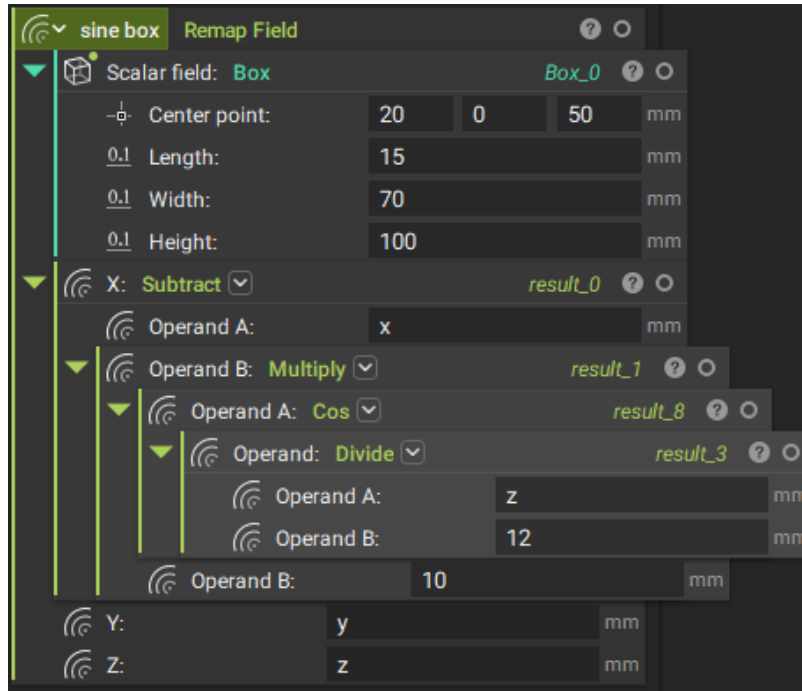 sine box Remap Field ?
Scalar field: Box Box_0 ?
Center point: 20 0 50 mm
0.1 Length: 15 mm
0.1 Width: 70 mm
0.1 Height: 100 mm
X: Subtract result_0 ?
Operand A: x mm
Operand B: Multiply result_1 ?
Operand A: Cos result_8 ?
Operand: Divide result_3 ?
Operand A: z mm
Operand B: 12 mm
Operand B: 10 mm
Y: y mm
Z: z mm